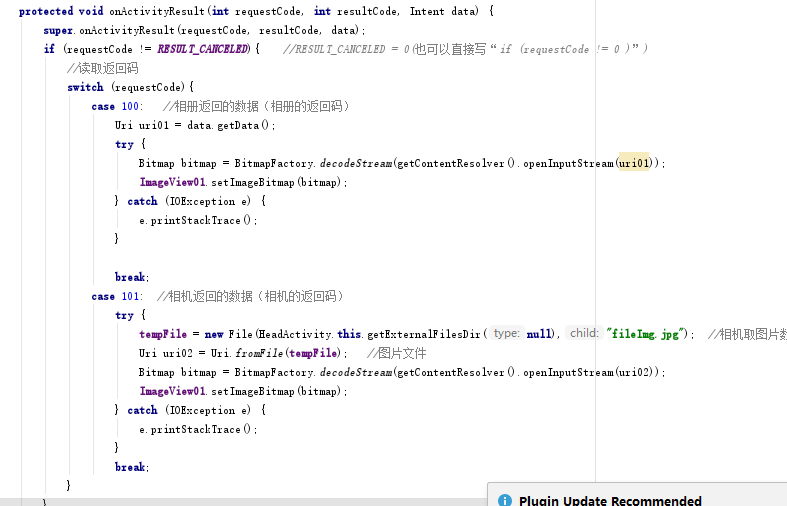 protected void onActivityResult(int requestCode, int resultCode, Intent data) {
super.onActivityResult(requestCode, resultCode, data);
if (requestCode != RESULT_CANCELED){ //RESULT_CANCELED = 0(也可以直接写“if (requestCode != 0 )”)
//读取返回码
switch (requestCode){
case 100: //相册返回的数据（相册的返回码）
Uri uri01 = data.getData();
try {
Bitmap bitmap = BitmapFactory.decodeStream(getContentResolver().openInputStream(uri01));
ImageView01.setImageBitmap(bitmap);
} catch (IOException e) {
e.printStackTrace();
}
break;
case 101: //相机返回的数据（相机的返回码）
try {
tempFile = new File(HeadActivity.this.getExternalFilesDir( type: null), child: "fileImg.jpg"); //相机取图片数
Uri uri02 = Uri.fromFile(tempFile); //图片文件
Bitmap bitmap = BitmapFactory.decodeStream(getContentResolver().openInputStream(uri02));
ImageView01.setImageBitmap(bitmap);
} catch (IOException e) {
e.printStackTrace();
}
break;
}
}
Plugin Update Recommended